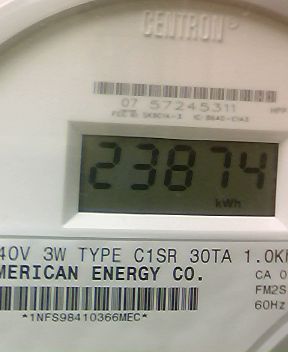 CENTRON®
07 57245311
23874
kWh
40V 3W TYPE C1SR 30TA 1.0K
MERICAN ENERGY CO.
CA 0
FM2S
60Hz
*1NFS98410366MEC*